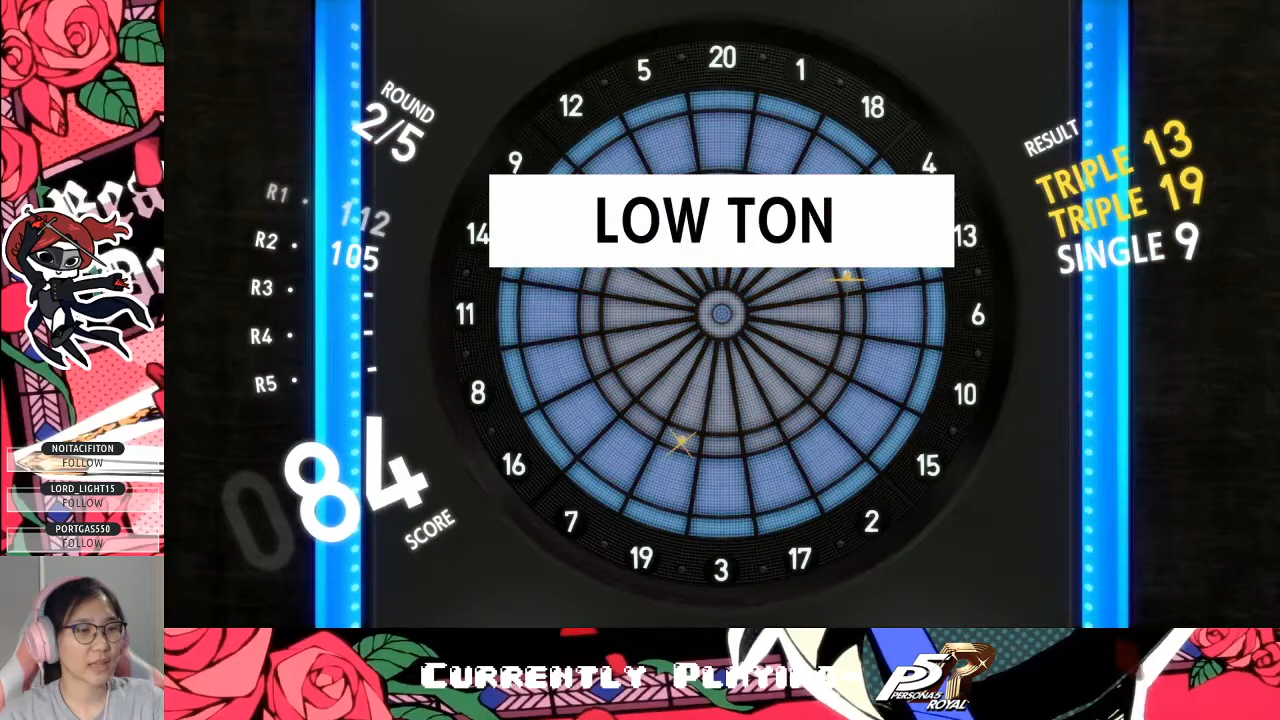 ROUND
2/5
R1 112
R2 105
R3 -
R4 -
R5 -
084
SCORE
LOW TON
20
1
18
4
13
6
10
15
2
17
3
19
7
16
8
11
14
9
12
5
RESULT
TRIPLE 13
TRIPLE 19
SINGLE 9
NOITACIFITON
FOLLOW
LORD_LIGHT15
FOLLOW
PORTGAS550
FOLLOW
CURRENTLY PLAYING
P5R
PERSONA5
ROYAL